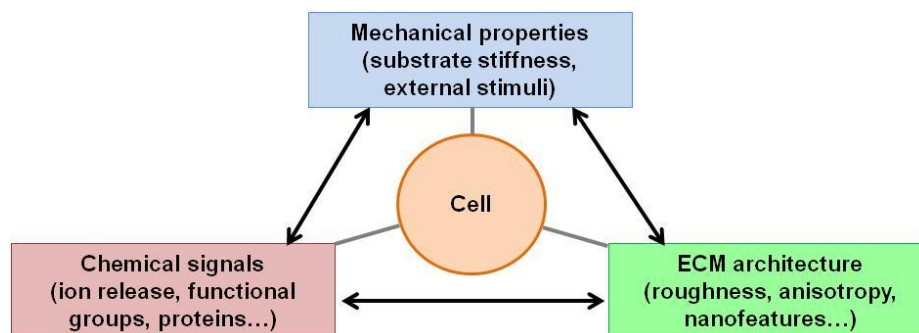 Mechanical properties
(substrate stiffness,
external stimuli)
Cell
Chemical signals
(ion release, functional
groups, proteins…)
ECM architecture
(roughness, anisotropy,
nanofeatures…)